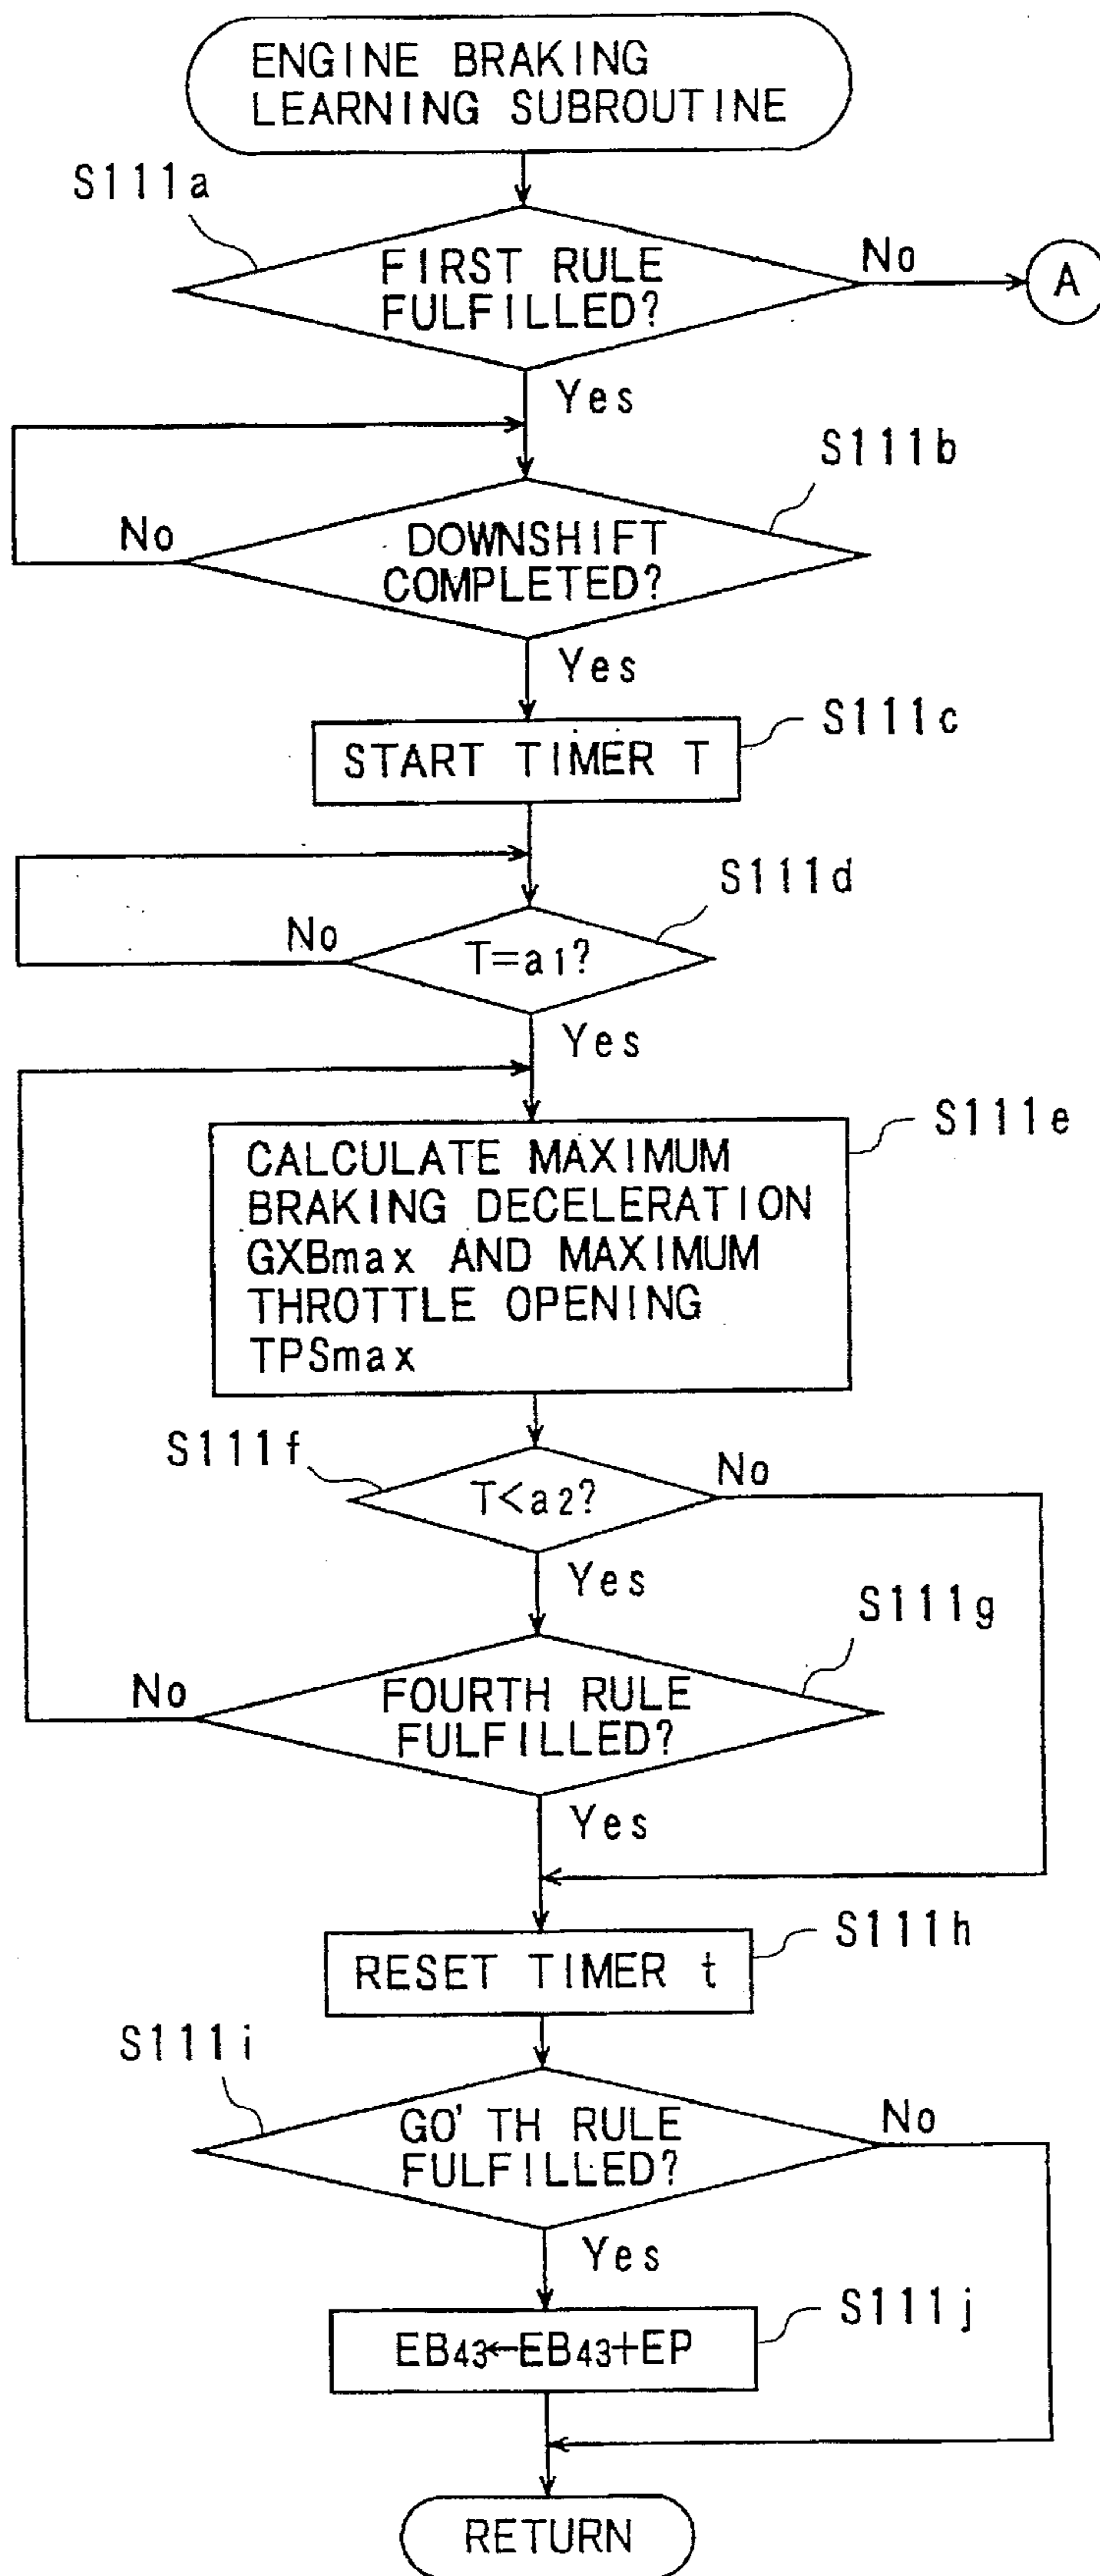 ENGINE BRAKING
LEARNING SUBROUTINE
S111a
FIRST RULE
FULFILLED?
No
A
Yes
S111b
No
DOWNSHIFT
COMPLETED?
Yes
S111c
START TIMER T
S111d
No
T=a1?
Yes
S111e
CALCULATE MAXIMUM
BRAKING DECELERATION
GXBmax AND MAXIMUM
THROTTLE OPENING
TPSmax
S111f
No
T<a2?
Yes
S111g
No
FOURTH RULE
FULFILLED?
Yes
S111h
RESET TIMER t
S111i
GO' TH RULE
FULFILLED?
No
Yes
S111j
EB43←EB43+EP
RETURN